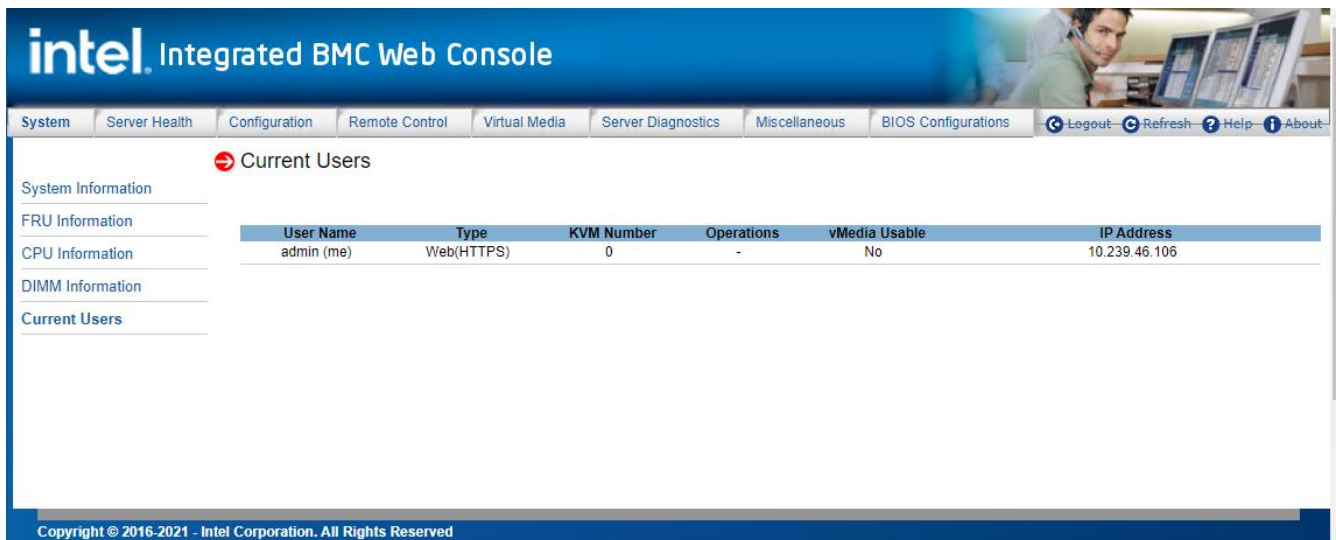 intel. Integrated BMC Web Console
System Server Health Configuration Remote Control Virtual Media Server Diagnostics Miscellaneous BIOS Configurations Logout Refresh Help About
Current Users
System Information
FRU Information
CPU Information
DIMM Information
Current Users
User Name Type KVM Number Operations vMedia Usable IP Address
admin (me) Web(HTTPS) 0 - No 10.239.46.106
Copyright © 2016-2021 - Intel Corporation. All Rights Reserved